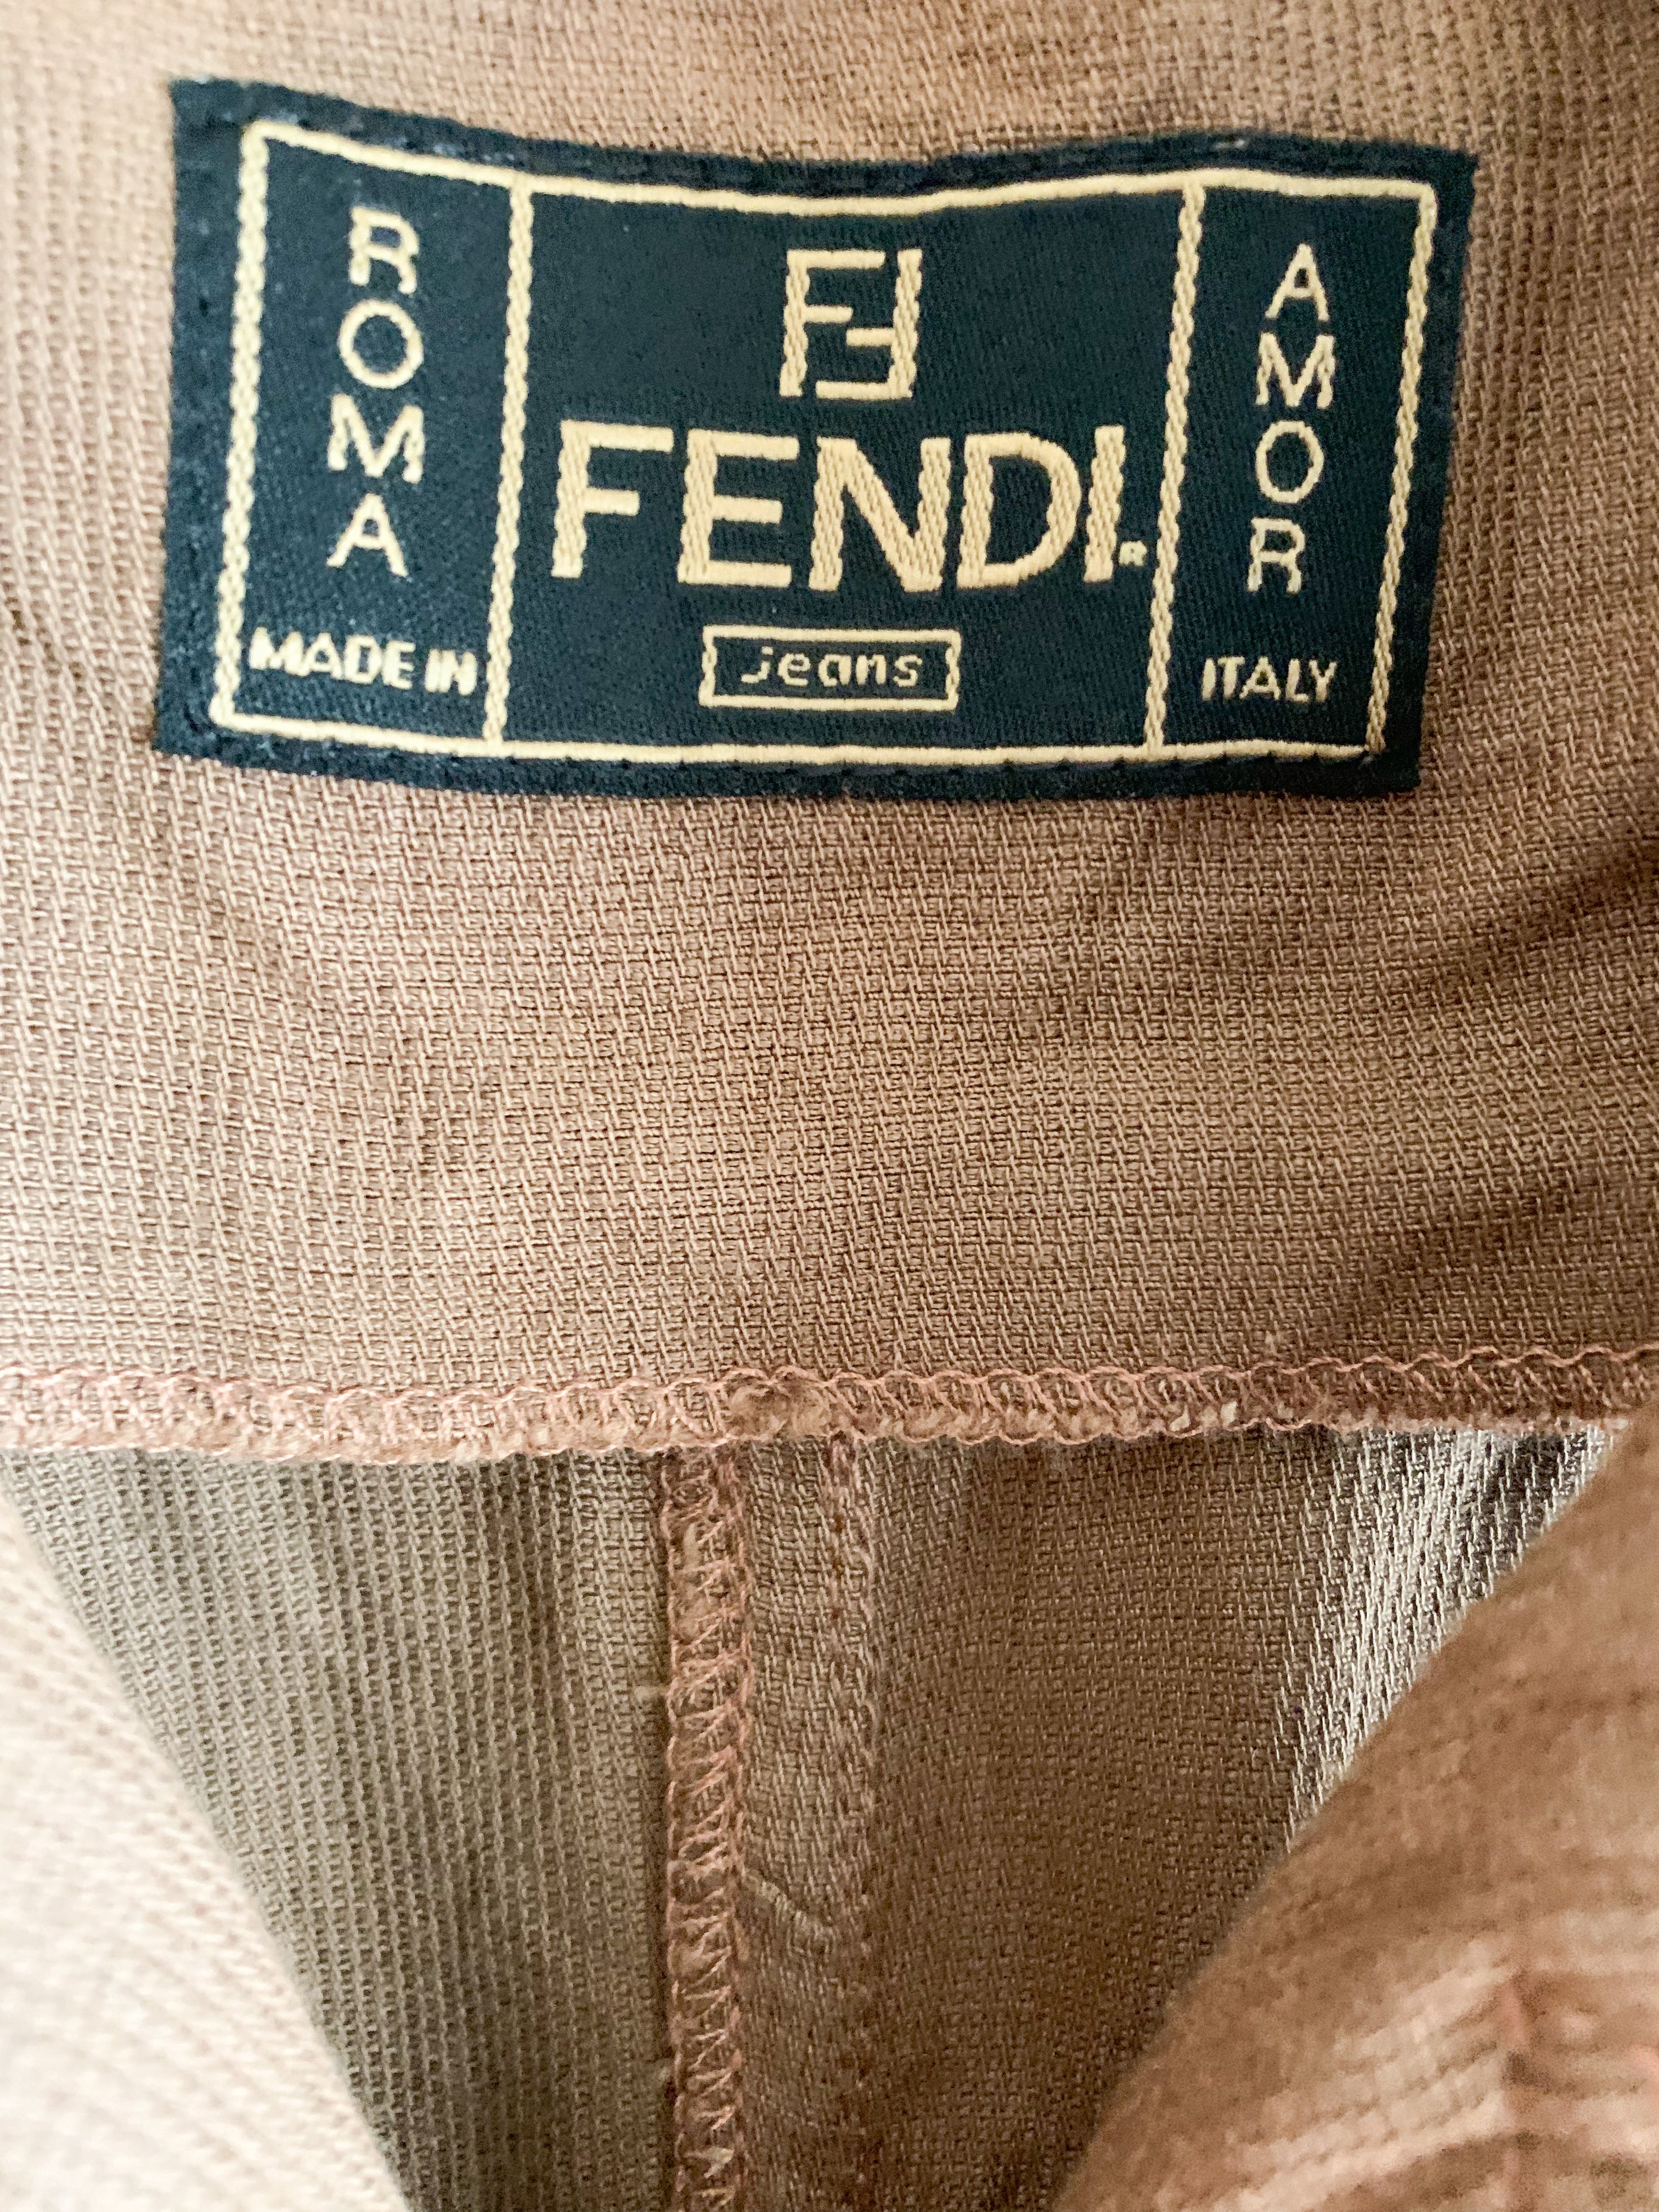 ROMA
MADE IN
FF
FENDI®
jeans
AMOR
ITALY